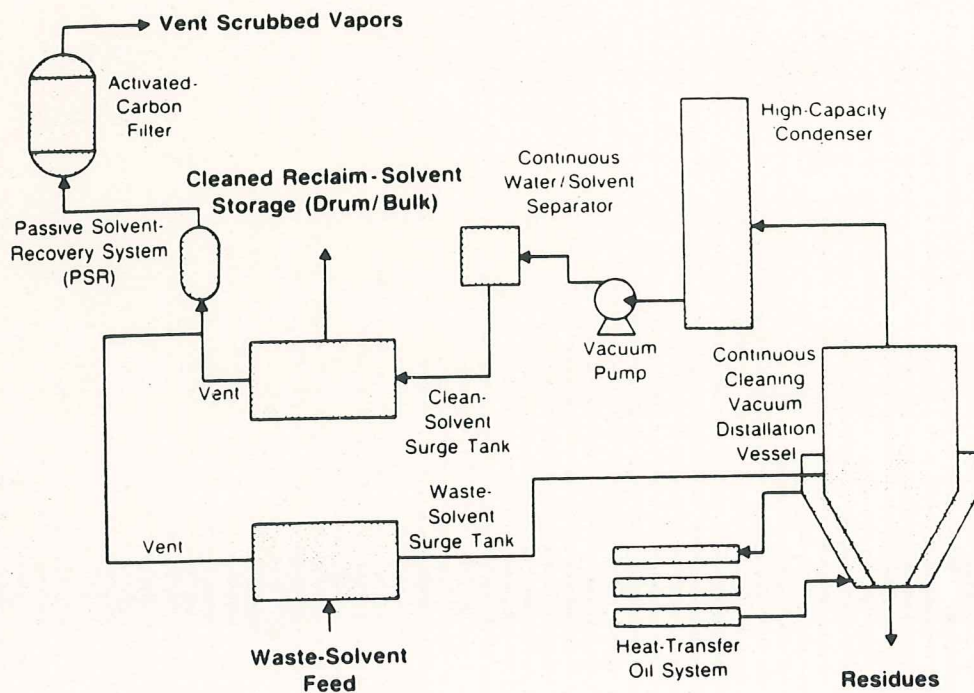 Vent Scrubbed Vapors
Activated-
Carbon
Filter
High-Capacity
Condenser
Continuous
Water/Solvent
Separator
Cleaned Reclaim-Solvent
Storage (Drum/Bulk)
Passive Solvent-
Recovery System
(PSR)
Vacuum
Pump
Continuous
Cleaning
Vacuum
Distallation
Vessel
Vent
Clean-
Solvent
Surge Tank
Waste-
Solvent
Surge Tank
Vent
Heat-Transfer
Oil System
Waste-Solvent
Feed
Residues